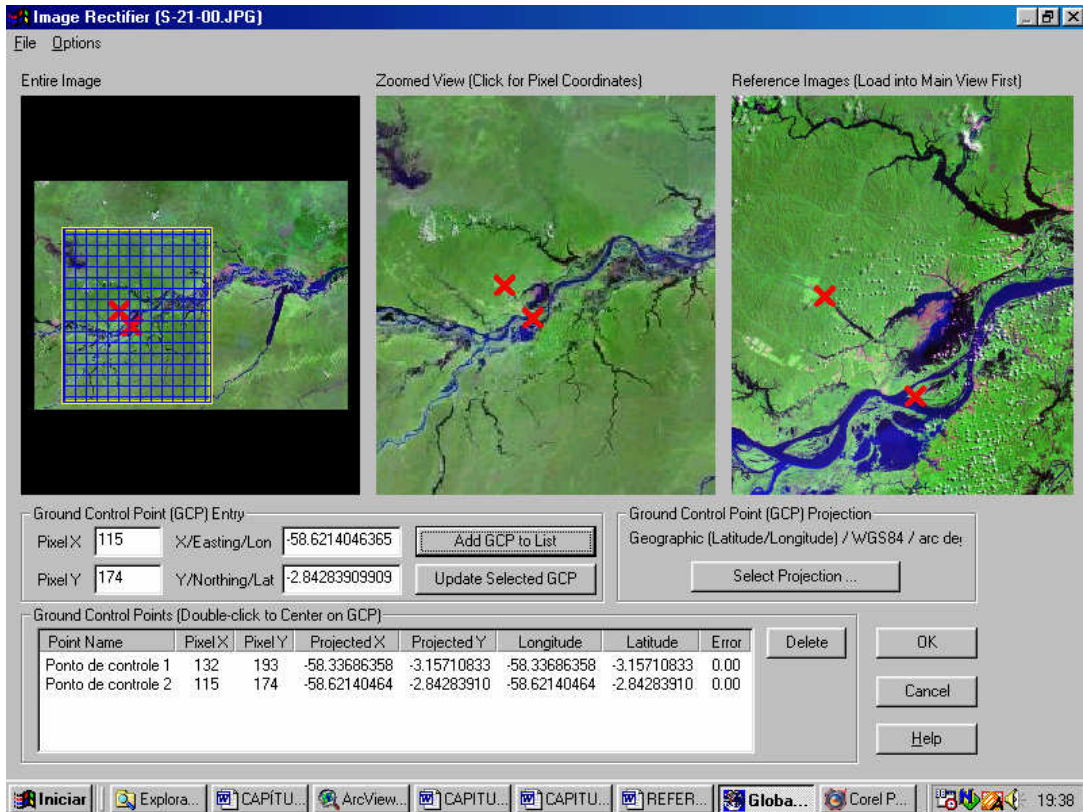 Image Rectifier (S-21-00.JPG)
File Options
Entire Image
Zoomed View (Click for Pixel Coordinates)
Reference Images (Load into Main View First)
Ground Control Point (GCP) Entry
Pixel X 115 X/Easting/Lon -58.6214046365 Add GCP to List
Pixel Y 174 Y/Northing/Lat -2.84283909909 Update Selected GCP
Ground Control Point (GCP) Projection
Geographic (Latitude/Longitude) / WGS84 / arc deg
Select Projection ...
Ground Control Points (Double-click to Center on GCP)
Point Name Pixel X Pixel Y Projected X Projected Y Longitude Latitude Error
Ponto de controle 1 132 193 -58.33686358 -3.15710833 -58.33686358 -3.15710833 0.00
Ponto de controle 2 115 174 -58.62140464 -2.84283910 -58.62140464 -2.84283910 0.00
Delete
OK
Cancel
Help
Iniciar Explora... CAPÍTU... ArcView... CAPITU... CAPITU... REFER... Globa... Corel P... 19:38